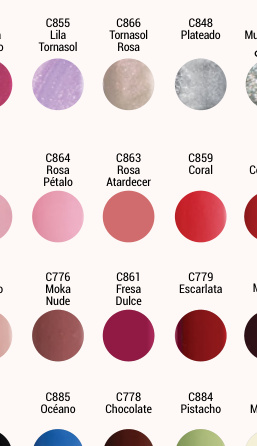 C855
Lila
Tornasol
C866
Tornasol
Rosa
C848
Plateado
C864
Rosa
Pétalo
C863
Rosa
Atardecer
C859
Coral
C776
Moka
Nude
C861
Fresa
Dulce
C779
Escarlata
C885
Océano
C778
Chocolate
C884
Pistacho